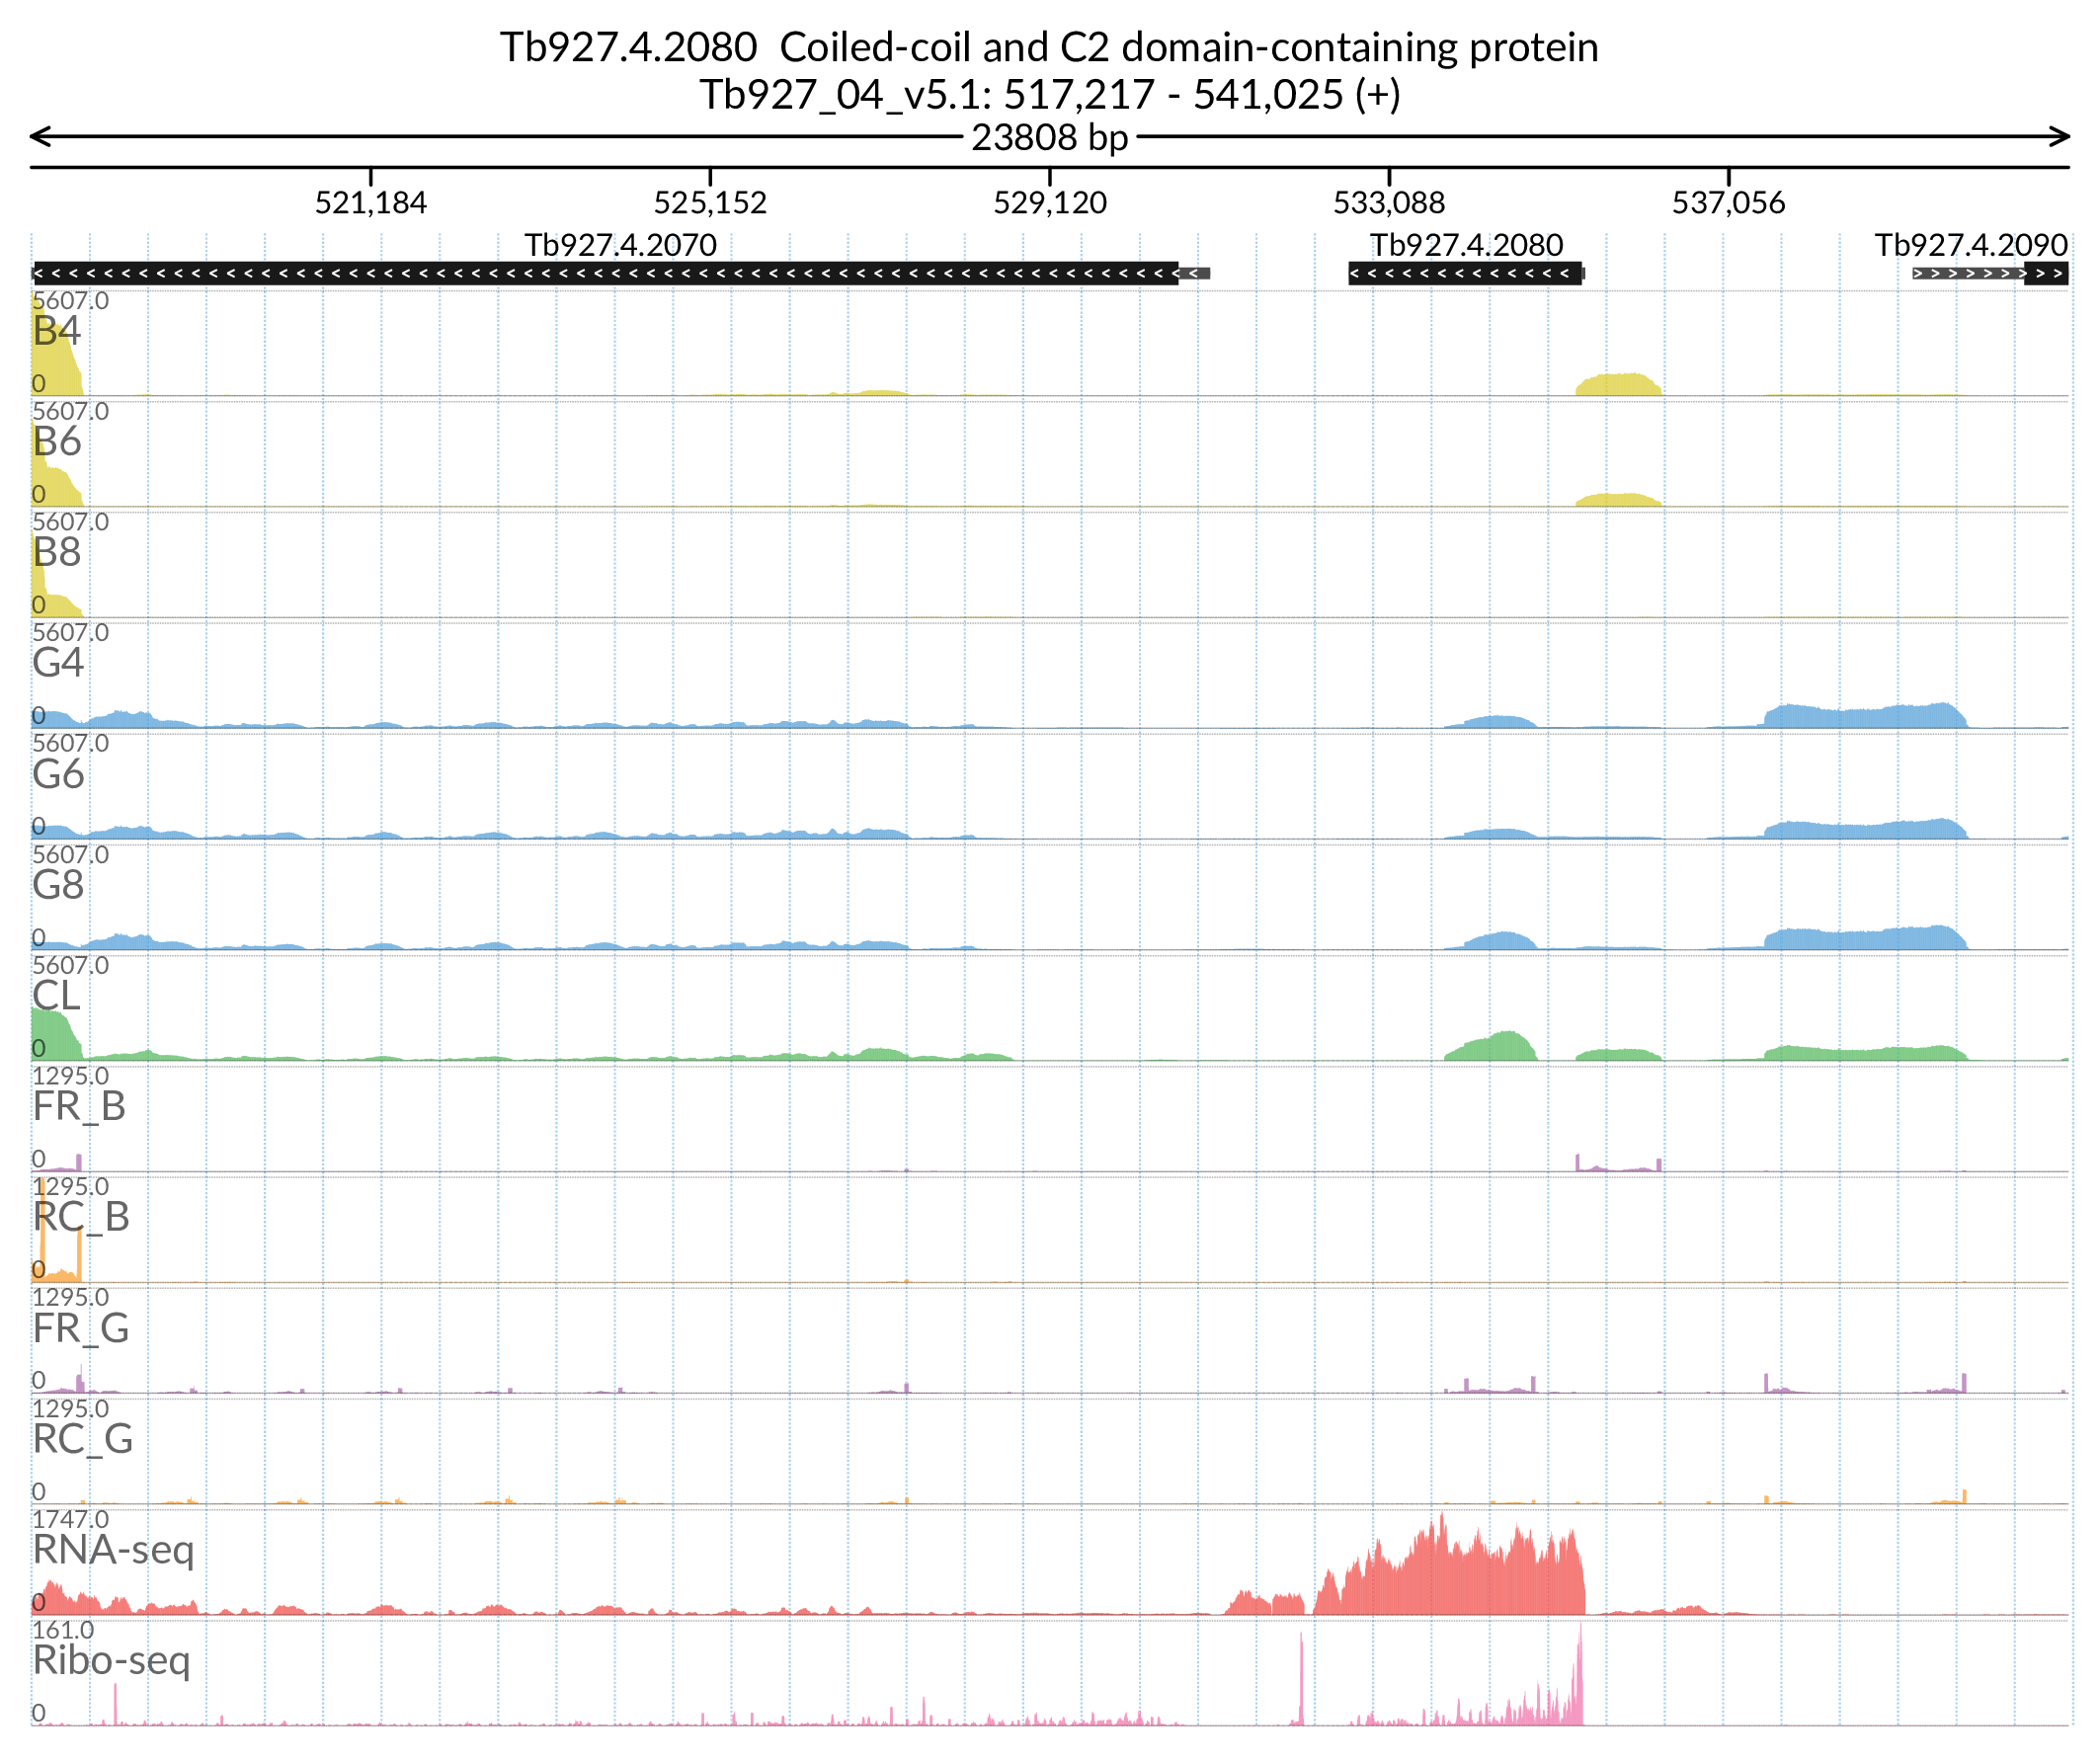 Tb927.4.2080  Coiled-coil and C2 domain-containing protein
Tb927_04_v5.1: 517,217 - 541,025 (+)
23808 bp
521,184 525,152 529,120 533,088 537,056
Tb927.4.2070 Tb927.4.2080 Tb927.4.2090
5607.0
B4
0
5607.0
B6
0
5607.0
B8
0
5607.0
G4
0
5607.0
G6
0
5607.0
G8
0
5607.0
CL
0
1295.0
FR_B
0
1295.0
RC_B
0
1295.0
FR_G
0
1295.0
RC_G
0
1747.0
RNA-seq
0
161.0
Ribo-seq
0